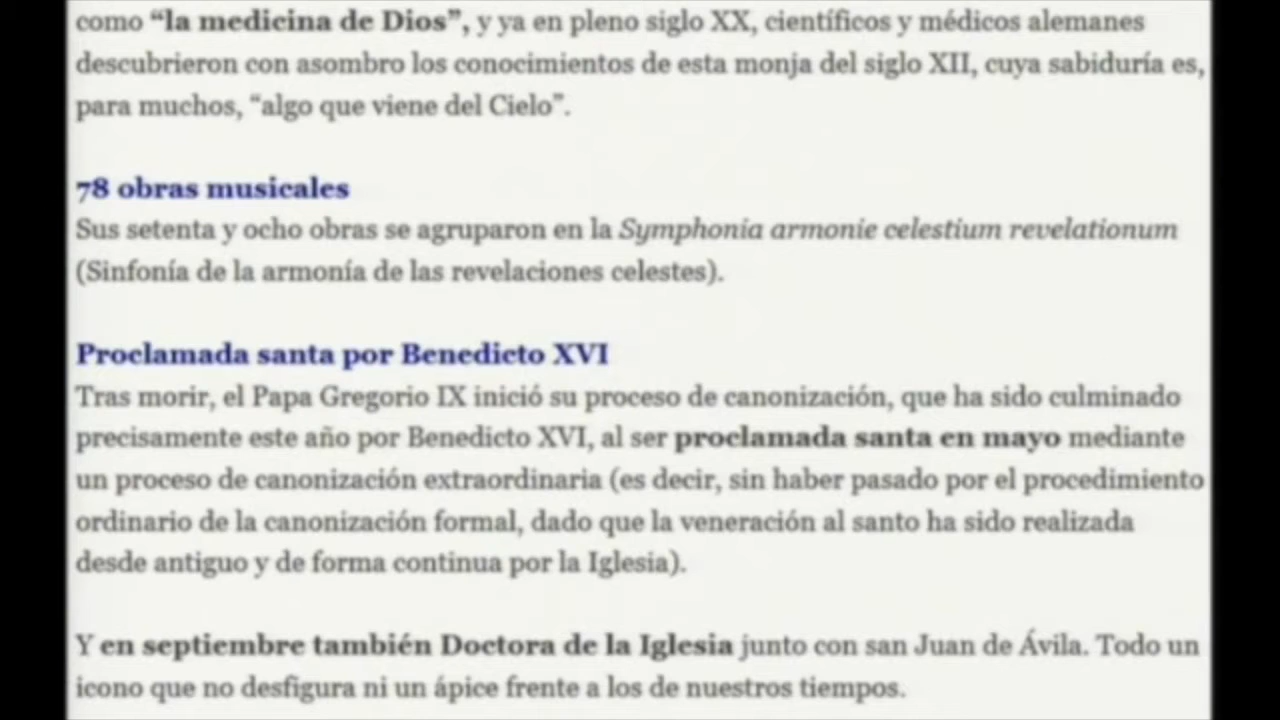 como “la medicina de Dios”, y ya en pleno siglo XX, científicos y médicos alemanes
descubrieron con asombro los conocimientos de esta monja del siglo XII, cuya sabiduría es,
para muchos, “algo que viene del Cielo”.
78 obras musicales
Sus setenta y ocho obras se agruparon en la Symphonia armonie celestium revelationum
(Sinfonía de la armonía de las revelaciones celestes).
Proclamada santa por Benedicto XVI
Tras morir, el Papa Gregorio IX inició su proceso de canonización, que ha sido culminado
precisamente este año por Benedicto XVI, al ser proclamada santa en mayo mediante
un proceso de canonización extraordinaria (es decir, sin haber pasado por el procedimiento
ordinario de la canonización formal, dado que la veneración al santo ha sido realizada
desde antiguo y de forma continua por la Iglesia).
Y en septiembre también Doctora de la Iglesia junto con san Juan de Ávila. Todo un
icono que no desfigura ni un ápice frente a los de nuestros tiempos.